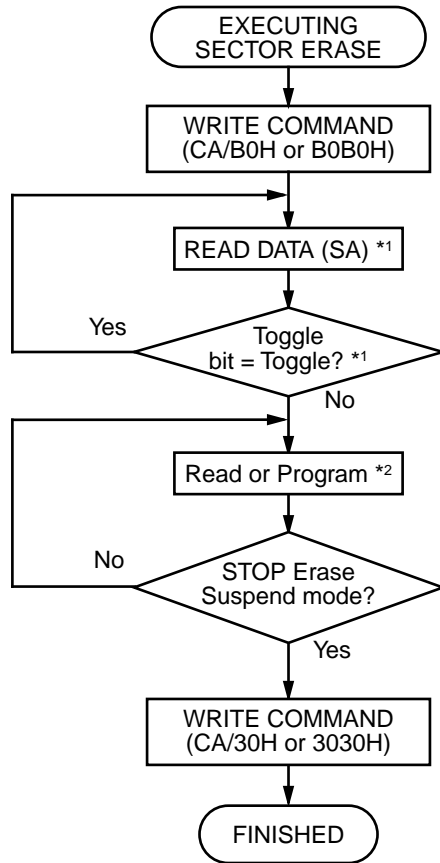 EXECUTING
SECTOR ERASE
WRITE COMMAND
(CA/B0H or B0B0H)
READ DATA (SA) *1
Yes
Toggle
bit = Toggle? *1
No
Read or Program *2
No
STOP Erase
Suspend mode?
Yes
WRITE COMMAND
(CA/30H or 3030H)
FINISHED